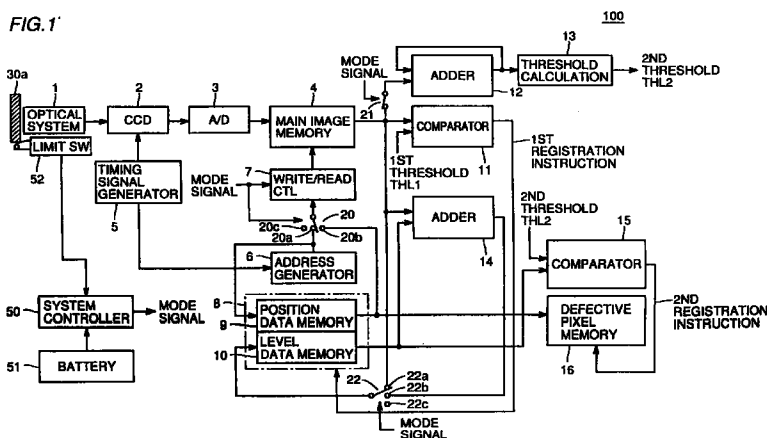 FIG.1'
100
30a
1
OPTICAL
SYSTEM
LIMIT SW
52
2
CCD
3
A/D
4
MAIN IMAGE
MEMORY
MODE
SIGNAL
21
ADDER
12
13
THRESHOLD
CALCULATION
2ND
THRESHOLD
THL2
COMPARATOR
11
1ST
THRESHOLD
THL1
1ST
REGISTRATION
INSTRUCTION
TIMING
SIGNAL
GENERATOR
5
MODE
SIGNAL
7
WRITE/READ
CTL
20
20c
20a
20b
6
ADDRESS
GENERATOR
ADDER
14
2ND
THRESHOLD
THL2
15
COMPARATOR
2ND
REGISTRATION
INSTRUCTION
50
SYSTEM
CONTROLLER
MODE
SIGNAL
51
BATTERY
8
9
POSITION
DATA MEMORY
10
LEVEL
DATA MEMORY
DEFECTIVE
PIXEL
MEMORY
16
22
22a
22b
22c
MODE
SIGNAL